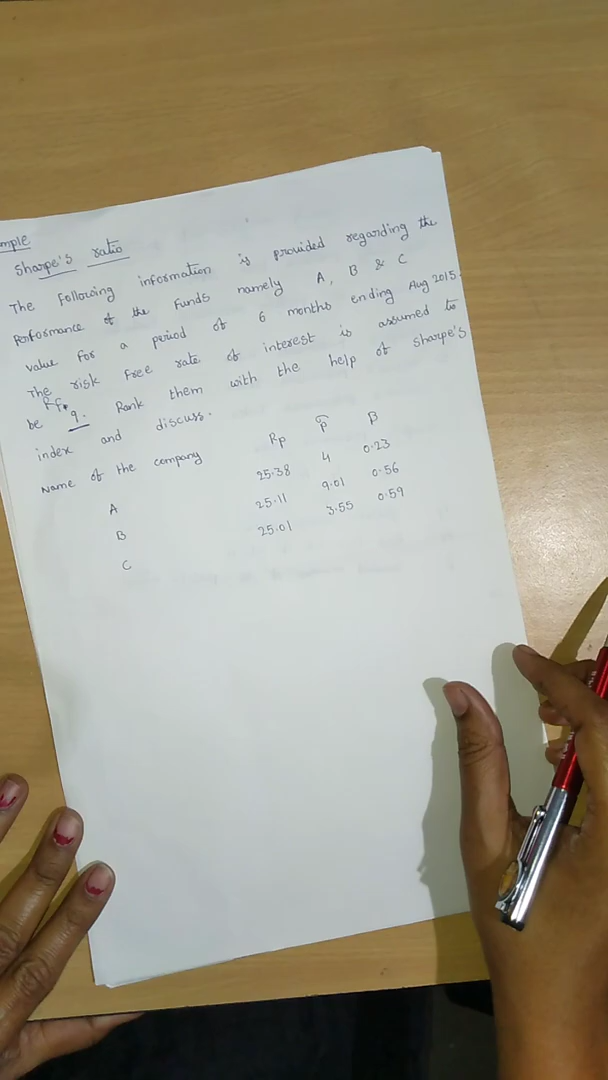 mple
Sharpe's ratio
The following information is provided regarding the
performance of the funds namely A, B & C
value for a period of 6 months ending Aug 2015.
The risk free rate of interest is assumed to
Rf
be 9. Rank them with the help of sharpe's
index and discuss.
Name of the company Rp σp β
A 25.38 4 0.23
B 25.11 9.01 0.56
C 25.01 3.55 0.59